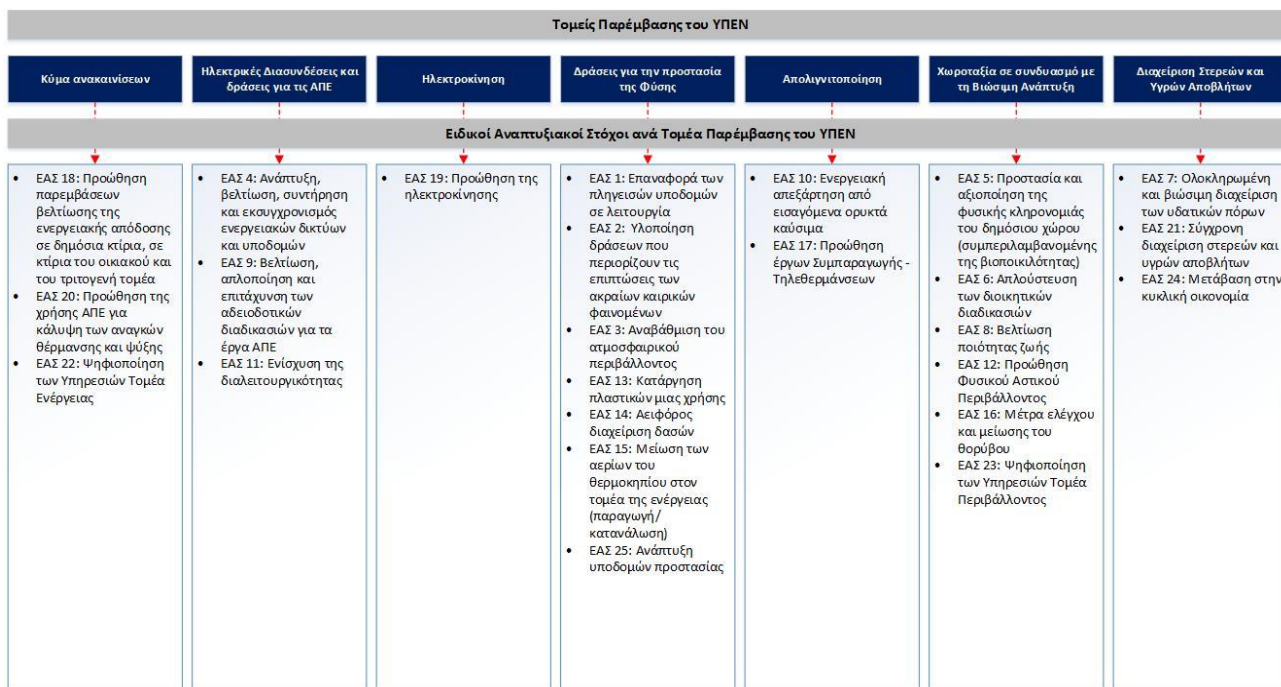 Τομείς Παρέμβασης του ΥΠΕΝ
Κύμα ανακαινίσεων
Ηλεκτρικές Διασυνδέσεις και
δράσεις για τις ΑΠΕ
Ηλεκτροκίνηση
Δράσεις για την προστασία
της Φύσης
Απολιγνιτοποίηση
Χωροταξία σε συνδυασμό με
τη Βιώσιμη Ανάπτυξη
Διαχείριση Στερεών και
Υγρών Αποβλήτων
Ειδικοί Αναπτυξιακοί Στόχοι ανά Τομέα Παρέμβασης του ΥΠΕΝ
• ΕΑΣ 18: Προώθηση
παρεμβάσεων
βελτίωσης της
ενεργειακής απόδοσης
σε δημόσια κτίρια, σε
κτίρια του οικιακού και
του τριτογενή τομέα
• ΕΑΣ 20: Προώθηση της
χρήσης ΑΠΕ για
κάλυψη των αναγκών
θέρμανσης και ψύξης
• ΕΑΣ 22: Ψηφιοποίηση
των Υπηρεσιών Τομέα
Ενέργειας
• ΕΑΣ 4: Ανάπτυξη,
βελτίωση, συντήρηση
και εκσυγχρονισμός
ενεργειακών δικτύων
και υποδομών
• ΕΑΣ 9: Βελτίωση,
απλοποίηση και
επιτάχυνση των
αδειοδοτικών
διαδικασιών για τα
έργα ΑΠΕ
• ΕΑΣ 11: Ενίσχυση της
διαλειτουργικότητας
• ΕΑΣ 19: Προώθηση της
ηλεκτροκίνησης
• ΕΑΣ 1: Επαναφορά των
πληγεισών υποδομών
σε λειτουργία
• ΕΑΣ 2: Υλοποίηση
δράσεων που
περιορίζουν τις
επιπτώσεις των
ακραίων καιρικών
φαινομένων
• ΕΑΣ 3: Αναβάθμιση του
ατμοσφαιρικού
περιβάλλοντος
• ΕΑΣ 13: Κατάργηση
πλαστικών μιας χρήσης
• ΕΑΣ 14: Αειφόρος
διαχείριση δασών
• ΕΑΣ 15: Μείωση των
αερίων του
θερμοκηπίου στον
τομέα της ενέργειας
(παραγωγή/
κατανάλωση)
• ΕΑΣ 25: Ανάπτυξη
υποδομών προστασίας
• ΕΑΣ 10: Ενεργειακή
απεξάρτηση από
εισαγόμενα ορυκτά
καύσιμα
• ΕΑΣ 17: Προώθηση
έργων Συμπαραγωγής -
Τηλεθερμάνσεων
• ΕΑΣ 5: Προστασία και
αξιοποίηση της
φυσικής κληρονομιάς
του δημόσιου χώρου
(συμπεριλαμβανομένης
της βιοποικιλότητας)
• ΕΑΣ 6: Απλούστευση
των διοικητικών
διαδικασιών
• ΕΑΣ 8: Βελτίωση
ποιότητας ζωής
• ΕΑΣ 12: Προώθηση
Φυσικού Αστικού
Περιβάλλοντος
• ΕΑΣ 16: Μέτρα ελέγχου
και μείωσης του
θορύβου
• ΕΑΣ 23: Ψηφιοποίηση
των Υπηρεσιών Τομέα
Περιβάλλοντος
• ΕΑΣ 7: Ολοκληρωμένη
και βιώσιμη διαχείριση
των υδατικών πόρων
• ΕΑΣ 21: Σύγχρονη
διαχείριση στερεών και
υγρών αποβλήτων
• ΕΑΣ 24: Μετάβαση στην
κυκλική οικονομία